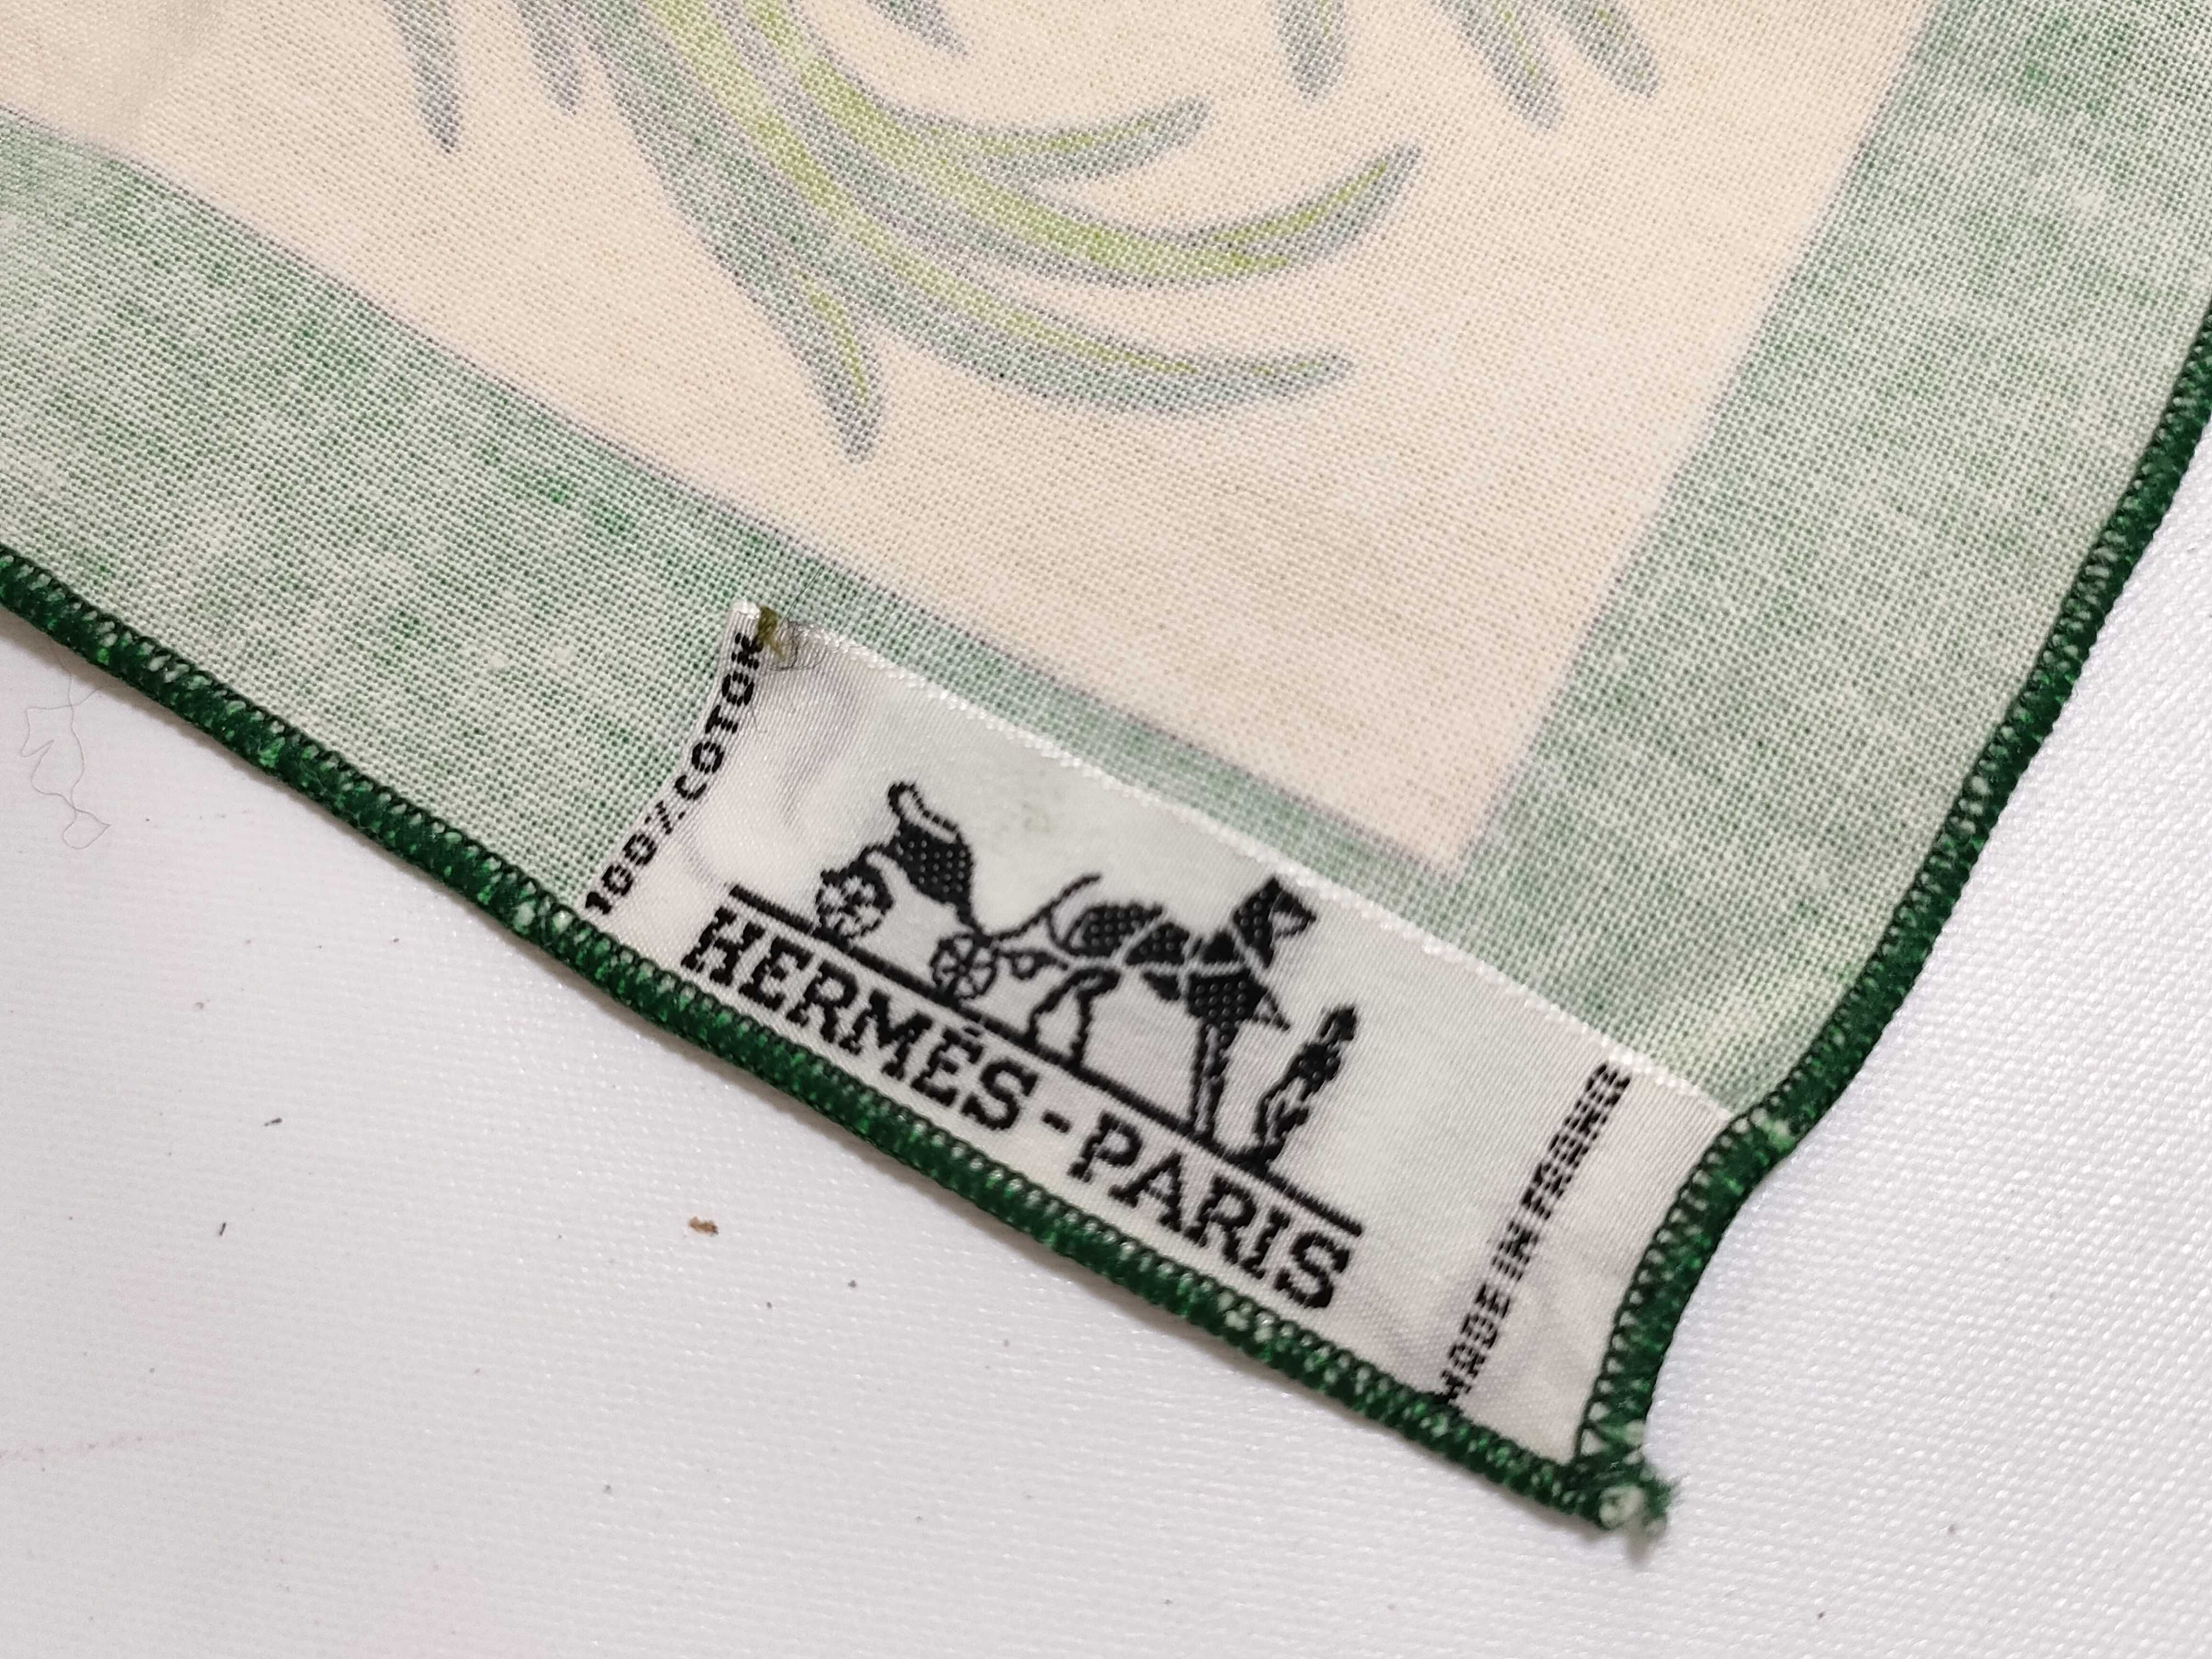 100% COTON
HERMÈS-PARIS
MADE IN FRANCE